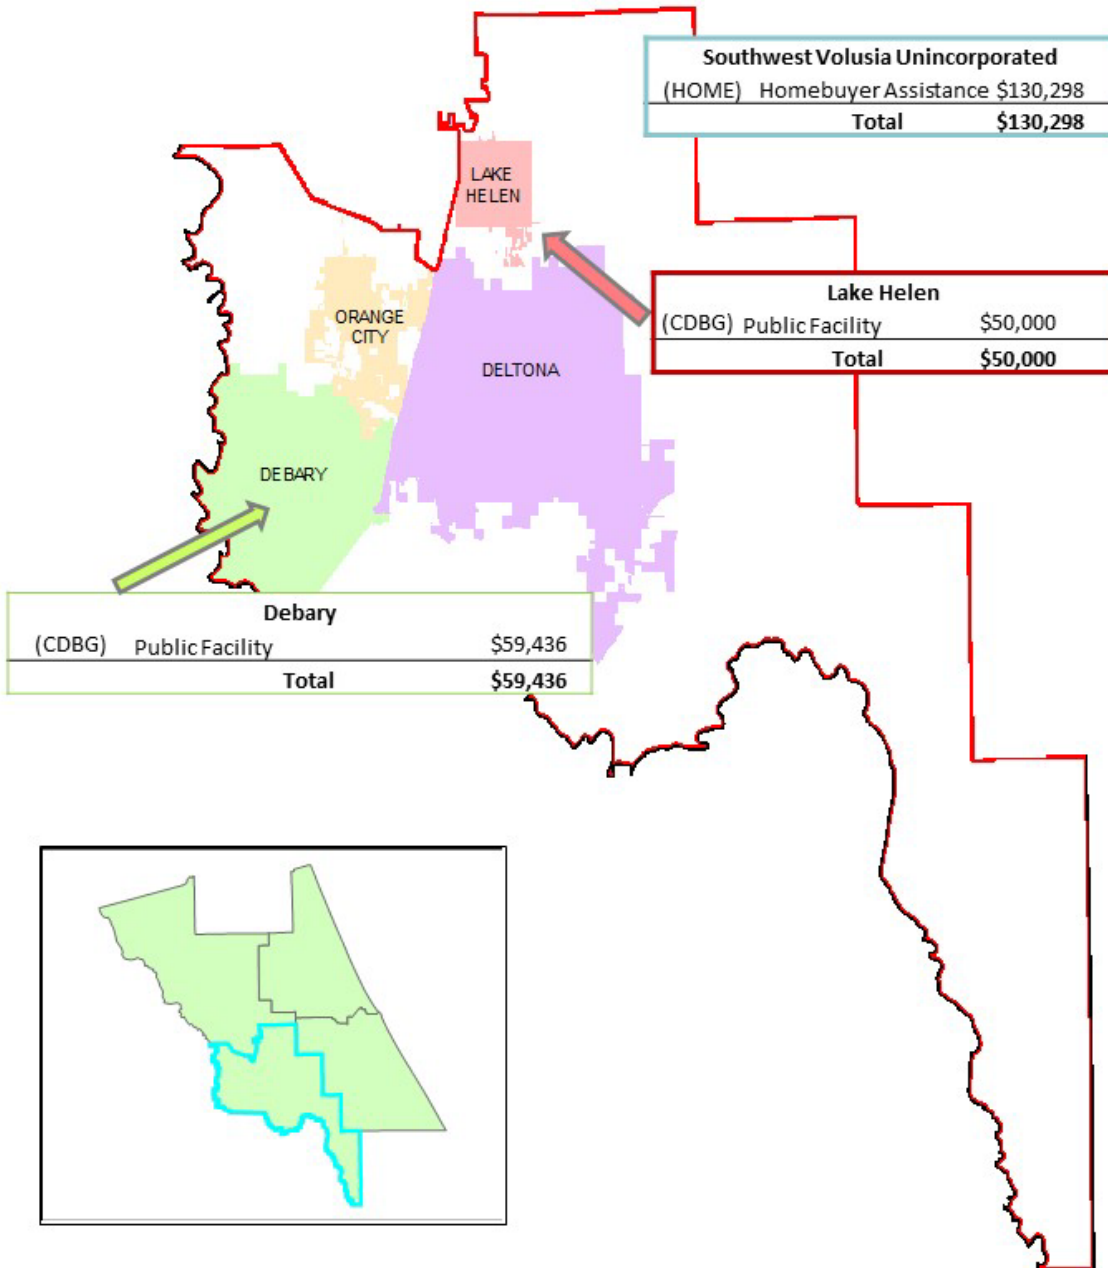 Southwest Volusia Unincorporated
(HOME) Homebuyer Assistance $130,298
Total $130,298
LAKE
HELEN
Lake Helen
(CDBG) Public Facility $50,000
Total $50,000
ORANGE
CITY
DELTONA
DEBARY
Debary
(CDBG) Public Facility $59,436
Total $59,436